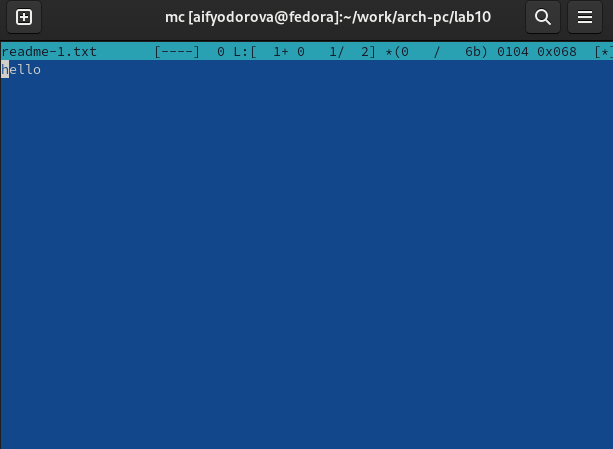 mc [aifyodorova@fedora]:~/work/arch-pc/lab10
readme-1.txt       [----]  0 L:[  1+ 0   1/  2] *(0   /   6b) 0104 0x068  [*]
hello